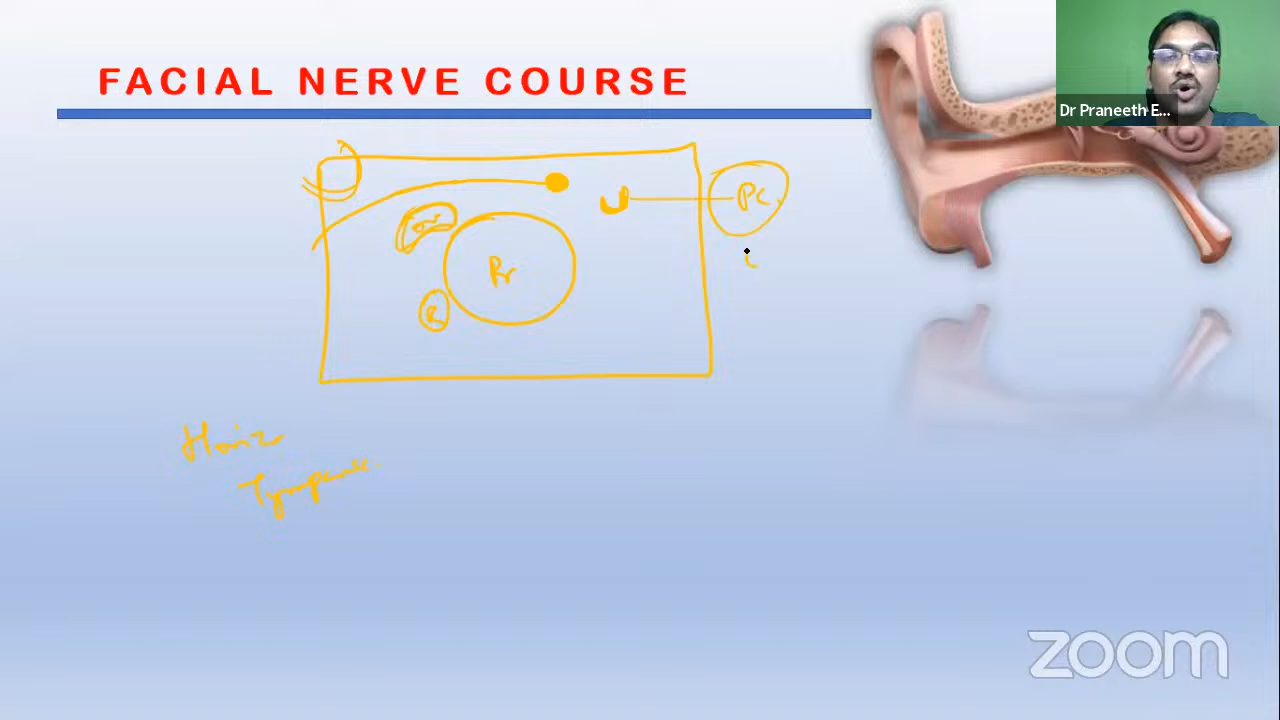 FACIAL NERVE COURSE
Dr Praneeth E...
PC
Pr
Horiz
Tympanic
zoom